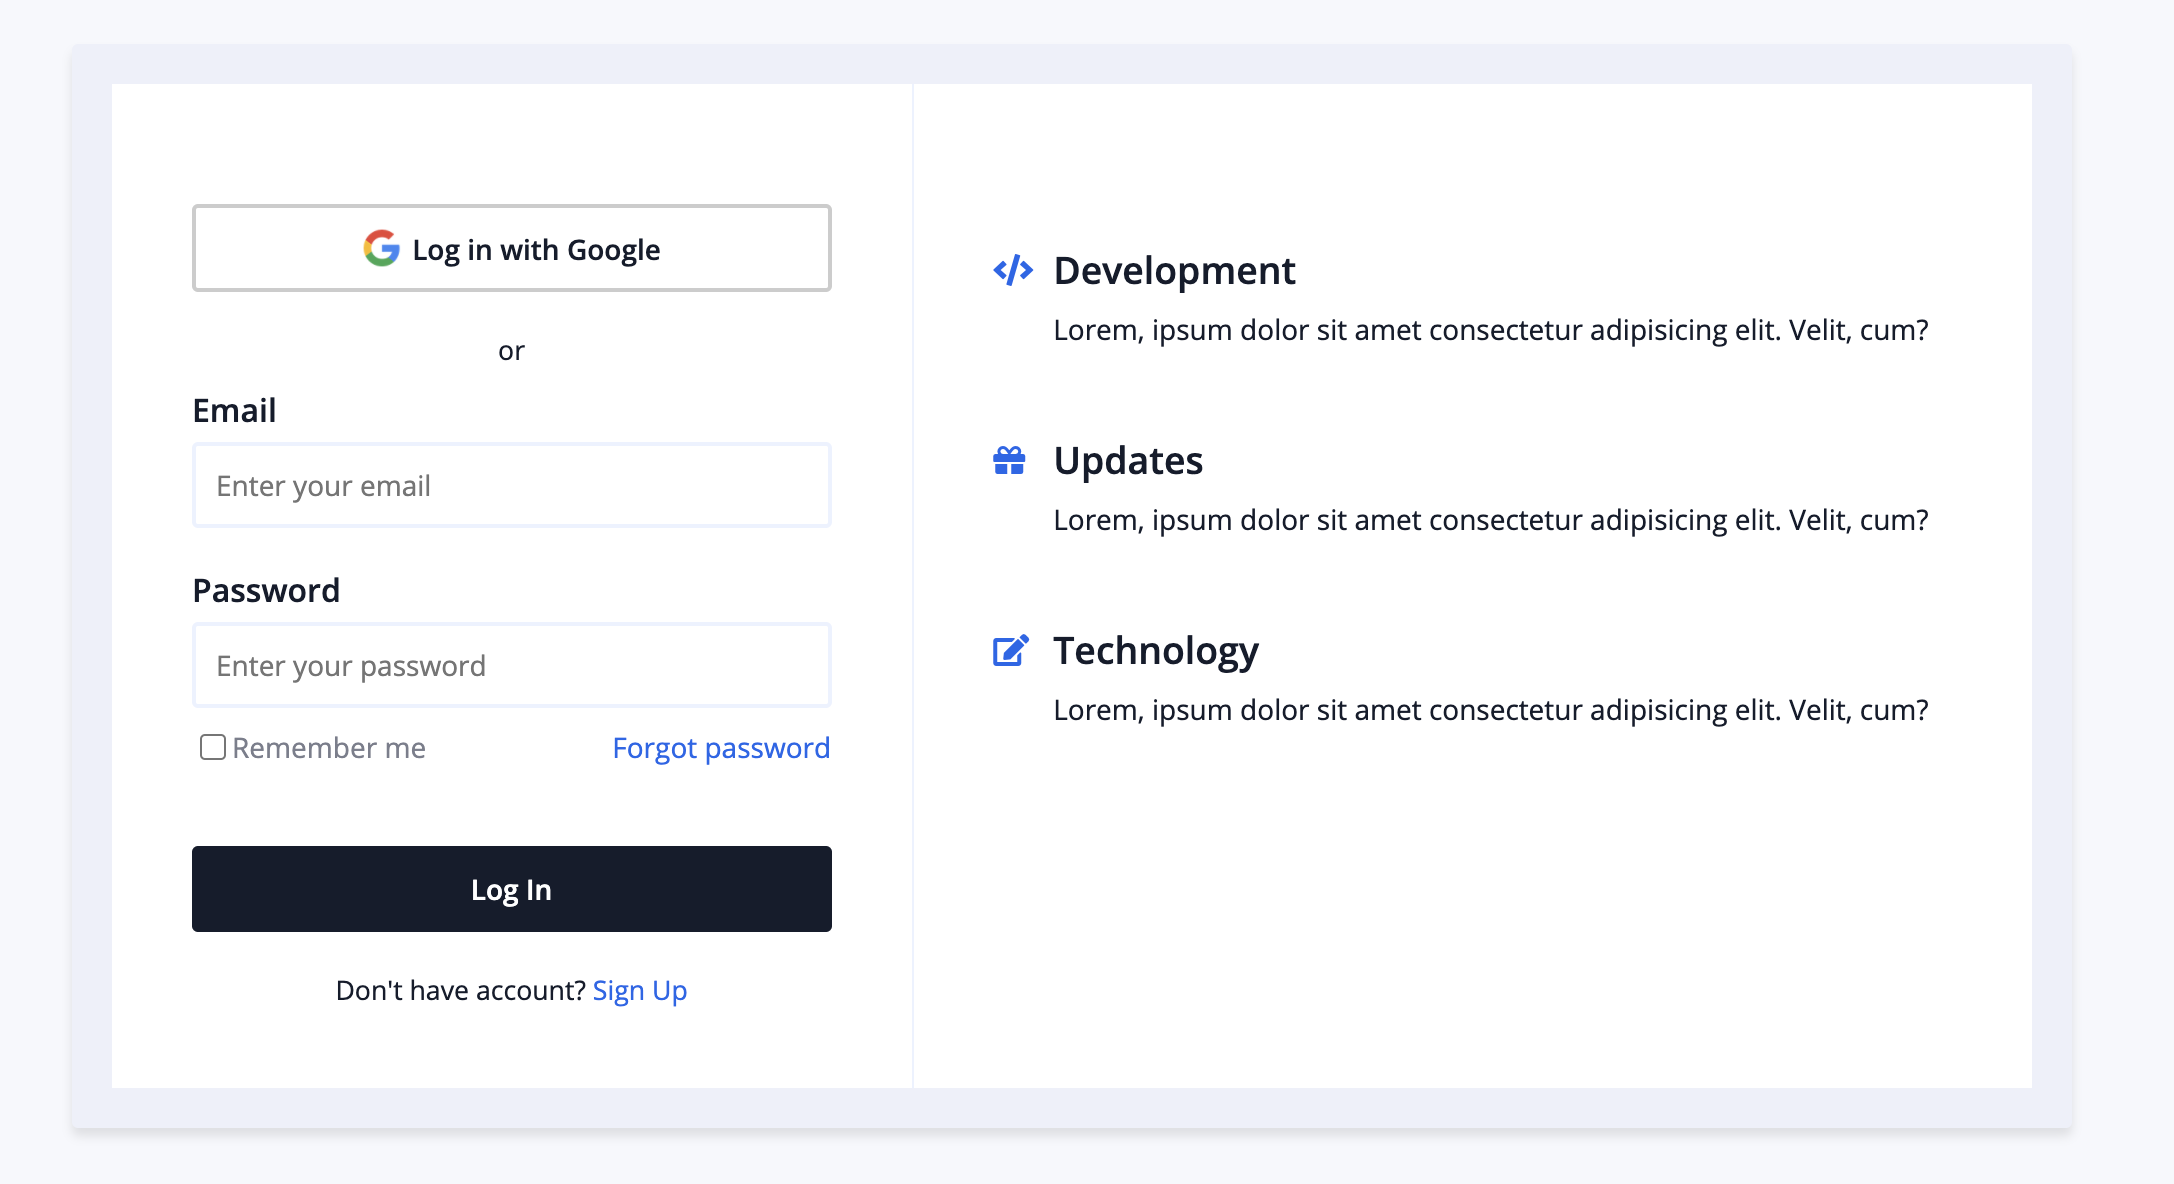 Log in with Google
or
Email
Enter your email
Password
Enter your password
Remember me
Forgot password
Log In
Don't have account? Sign Up
Development
Lorem, ipsum dolor sit amet consectetur adipisicing elit. Velit, cum?
Updates
Lorem, ipsum dolor sit amet consectetur adipisicing elit. Velit, cum?
Technology
Lorem, ipsum dolor sit amet consectetur adipisicing elit. Velit, cum?